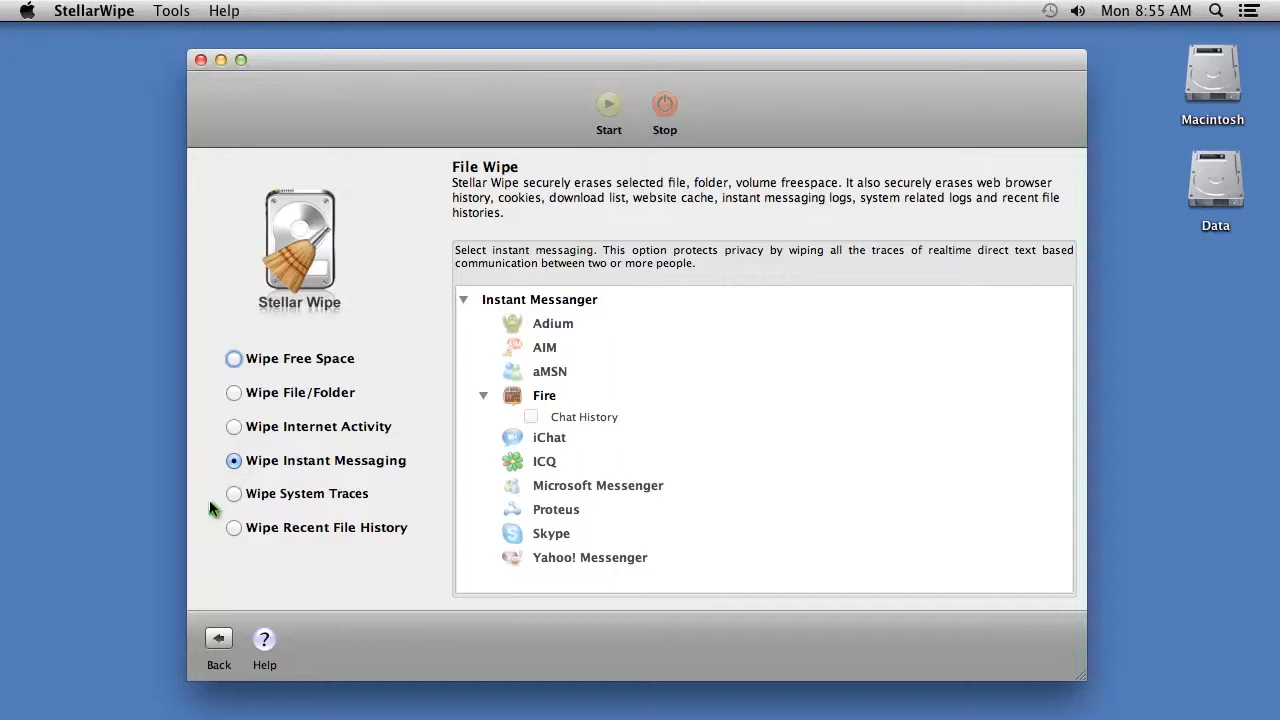 StellarWipe Tools Help Mon 8:55 AM
Start Stop
Macintosh
Data
Stellar Wipe
Wipe Free Space
Wipe File/Folder
Wipe Internet Activity
Wipe Instant Messaging
Wipe System Traces
Wipe Recent File History
File Wipe
Stellar Wipe securely erases selected file, folder, volume freespace. It also securely erases web browser
history, cookies, download list, website cache, instant messaging logs, system related logs and recent file
histories.
Select instant messaging. This option protects privacy by wiping all the traces of realtime direct text based
communication between two or more people.
Instant Messanger
Adium
AIM
aMSN
Fire
Chat History
iChat
ICQ
Microsoft Messenger
Proteus
Skype
Yahoo! Messenger
?
Back Help